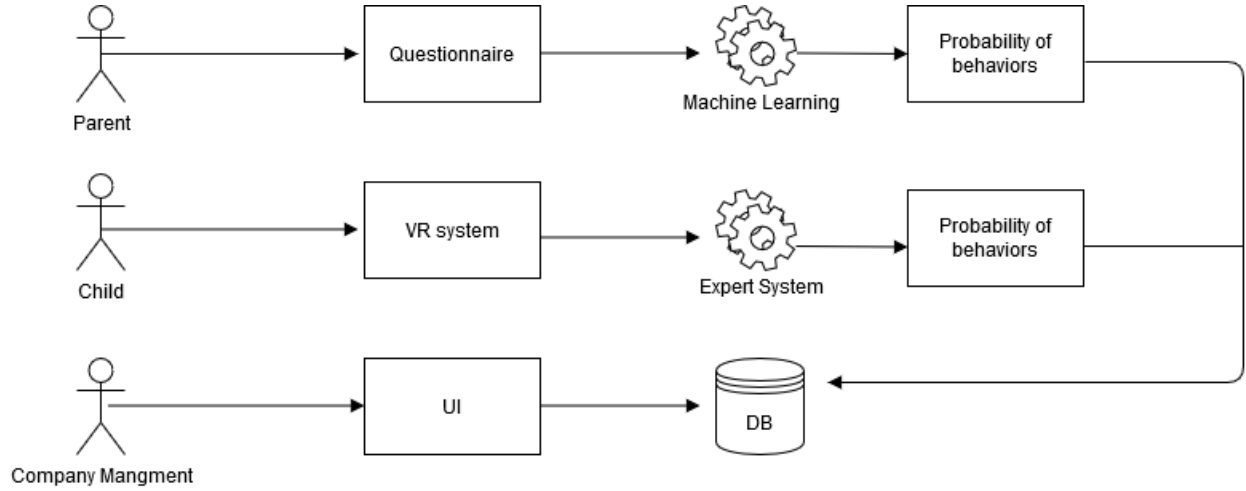 Parent
Questionnaire
Machine Learning
Probability of
behaviors
Child
VR system
Expert System
Probability of
behaviors
Company Mangment
UI
DB